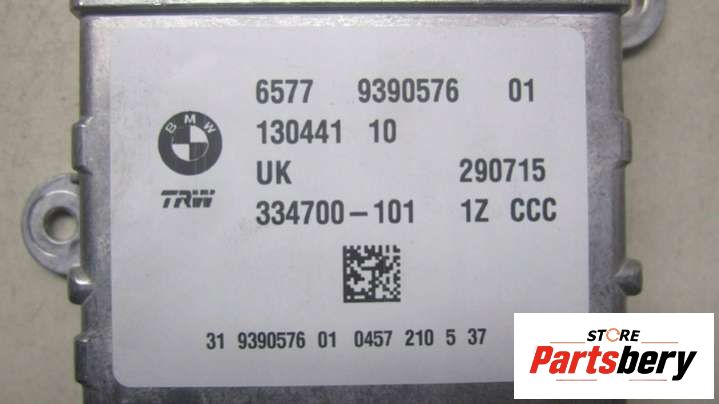 6577 9390576 01
BMW
130441 10
UK 290715
TRW
334700-101 1Z CCC
31 9390576 01 0457 210 5 37
STORE
Partsbery